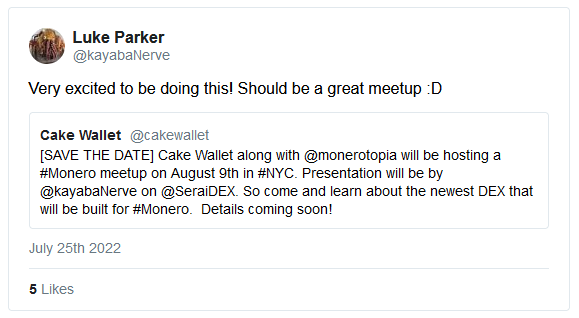 Luke Parker
@kayabaNerve
Very excited to be doing this! Should be a great meetup :D
Cake Wallet @cakewallet
[SAVE THE DATE] Cake Wallet along with @monerotopia will be hosting a
#Monero meetup on August 9th in #NYC. Presentation will be by
@kayabaNerve on @SeraiDEX. So come and learn about the newest DEX that
will be built for #Monero.  Details coming soon!
July 25th 2022
5 Likes